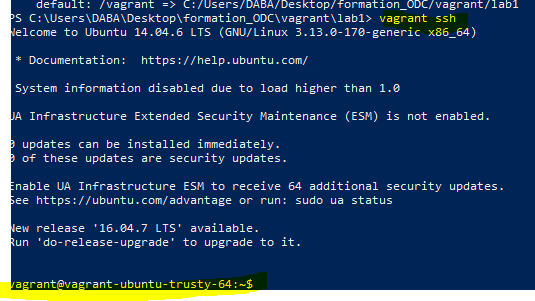 default: /vagrant => C:/Users/DABA/Desktop/formation_ODC/vagrant/lab1
PS C:\Users\DABA\Desktop\formation_ODC\vagrant\lab1> vagrant ssh
Welcome to Ubuntu 14.04.6 LTS (GNU/Linux 3.13.0-170-generic x86_64)
* Documentation: https://help.ubuntu.com/
System information disabled due to load higher than 1.0
UA Infrastructure Extended Security Maintenance (ESM) is not enabled.
0 updates can be installed immediately.
0 of these updates are security updates.
Enable UA Infrastructure ESM to receive 64 additional security updates.
See https://ubuntu.com/advantage or run: sudo ua status
New release '16.04.7 LTS' available.
Run 'do-release-upgrade' to upgrade to it.
vagrant@vagrant-ubuntu-trusty-64:~$